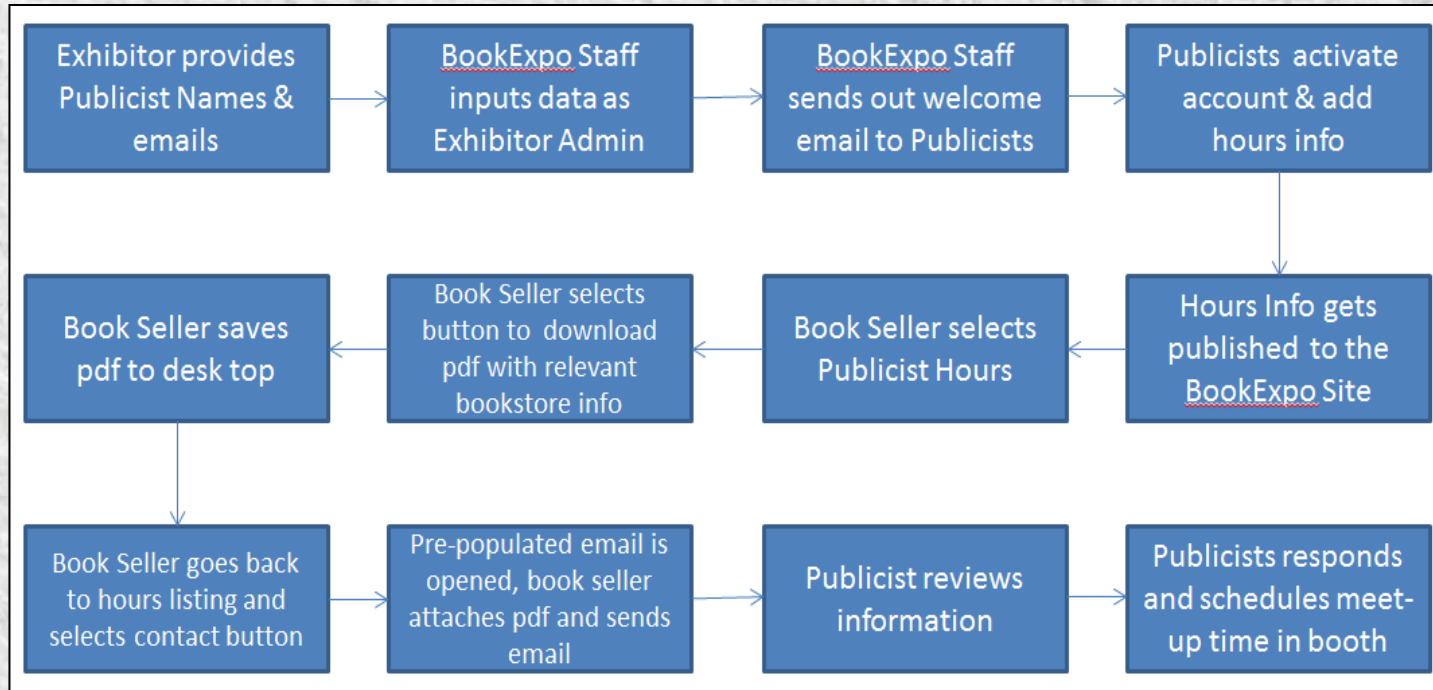 Exhibitor provides
Publicist Names &
emails
BookExpo Staff
inputs data as
Exhibitor Admin
BookExpo Staff
sends out welcome
email to Publicists
Publicists activate
account & add
hours info
Hours Info gets
published to the
BookExpo Site
Book Seller selects
Publicist Hours
Book Seller selects
button to download
pdf with relevant
bookstore info
Book Seller saves
pdf to desk top
Book Seller goes back
to hours listing and
selects contact button
Pre-populated email is
opened, book seller
attaches pdf and sends
email
Publicist reviews
information
Publicists responds
and schedules meet-
up time in booth